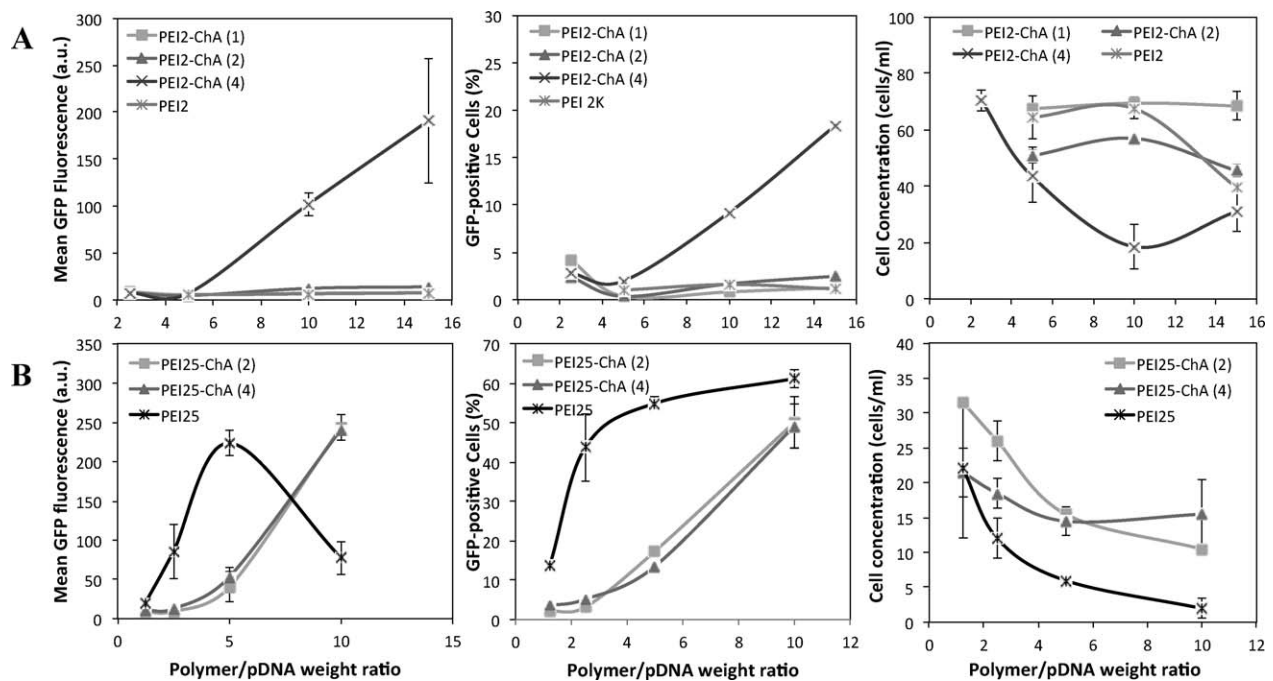 A
Mean GFP Fluorescence (a.u.)
300
250
200
150
100
50
0
2
4
6
8
10
12
14
16
PEI2-ChA (1)
PEI2-ChA (2)
PEI2-ChA (4)
PEI2
GFP-positive Cells (%)
30
25
20
15
10
5
0
2
4
6
8
10
12
14
16
PEI2-ChA (1)
PEI2-ChA (2)
PEI2-ChA (4)
PEI 2K
Cell Concentration (cells/ml)
100
80
60
40
20
0
0
2
4
6
8
10
12
14
16
PEI2-ChA (1)
PEI2-ChA (2)
PEI2-ChA (4)
PEI2
B
Mean GFP fluorescence (a.u.)
350
300
250
200
150
100
50
0
0
5
10
15
PEI25-ChA (2)
PEI25-ChA (4)
PEI25
Polymer/pDNA weight ratio
GFP-positive Cells (%)
70
60
50
40
30
20
10
0
0
2
4
6
8
10
12
PEI25-ChA (2)
PEI25-ChA (4)
PEI25
Polymer/pDNA weight ratio
Cell concentration (cells/ml)
40
35
30
25
20
15
10
5
0
0
2
4
6
8
10
12
PEI25-ChA (2)
PEI25-ChA (4)
PEI25
Polymer/pDNA weight ratio